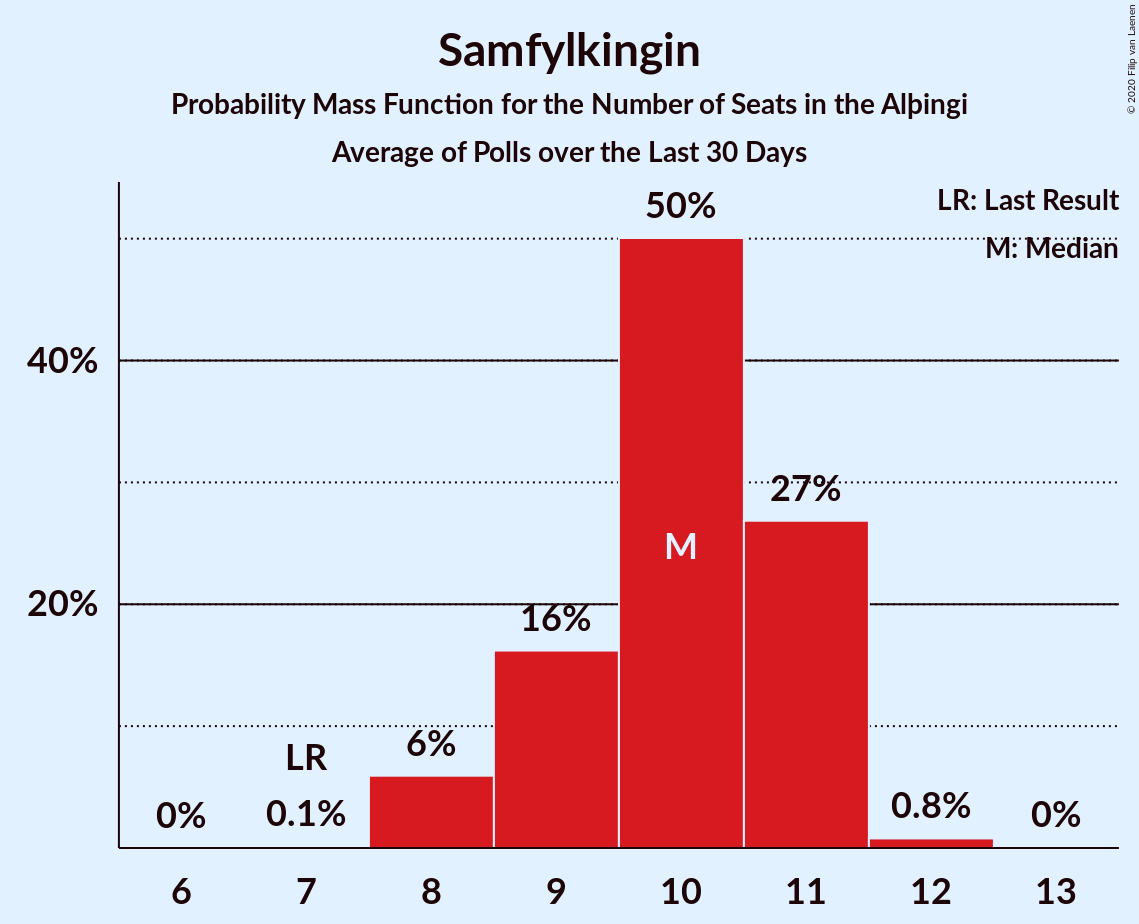 Samfylkingin
Probability Mass Function for the Number of Seats in the Alþingi
Average of Polls over the Last 30 Days
© 2020 Filip van Laenen
LR: Last Result
M: Median
50%
40%
27%
M
20%
16%
6%
LR
0% 0.1% 0.8% 0%
6 7 8 9 10 11 12 13